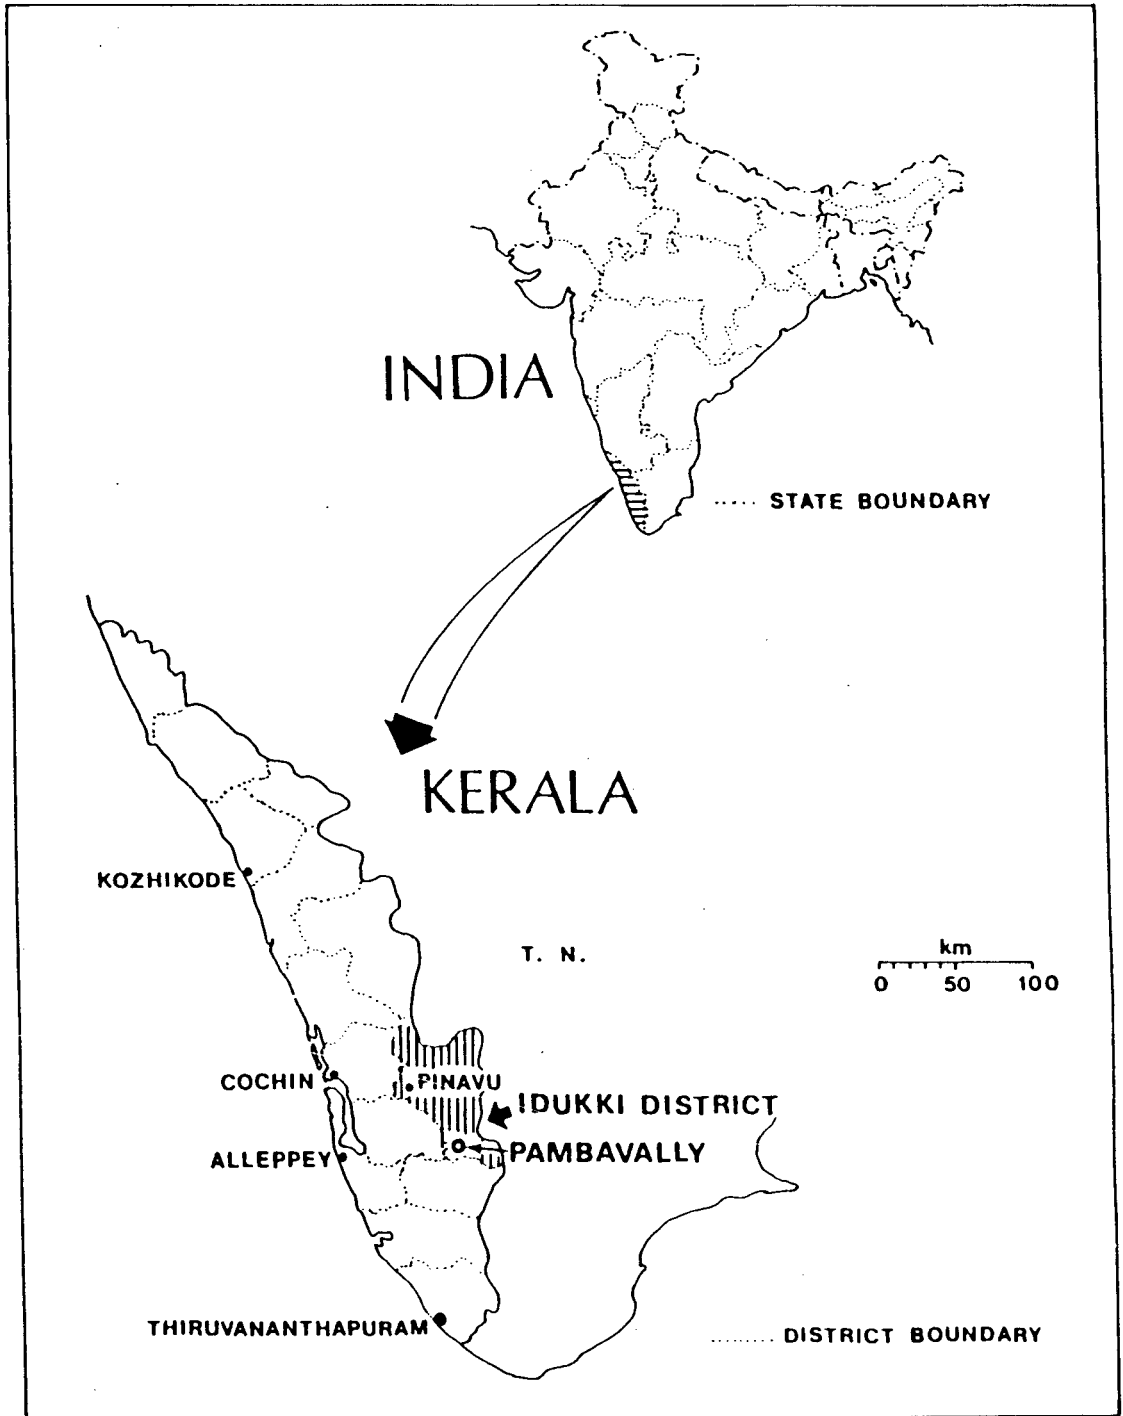 INDIA
..... STATE BOUNDARY
KERALA
KOZHIKODE
T. N.
km
0 50 100
COCHIN
PINAVU
IDUKKI DISTRICT
PAMBAVALLY
ALLEPPEY
THIRUVANANTHAPURAM
......... DISTRICT BOUNDARY